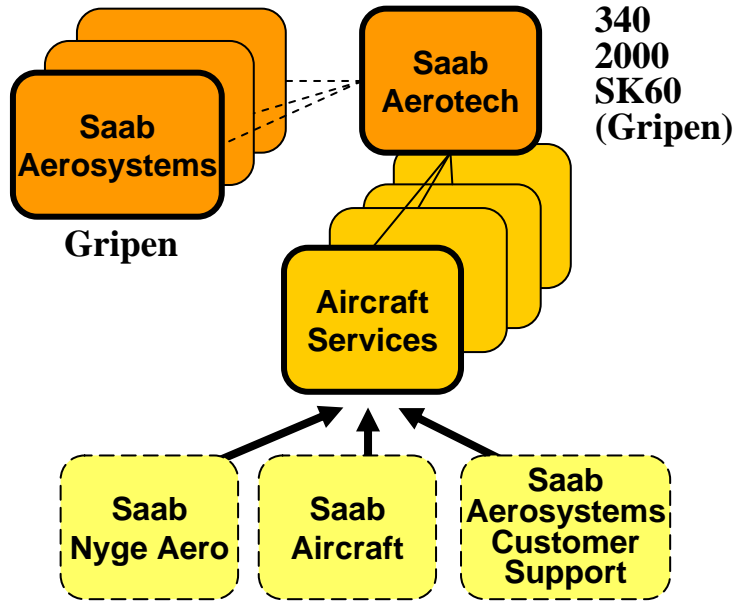 340
2000
SK60
(Gripen)
Saab
Aerotech
Saab
Aerosystems
Gripen
Aircraft
Services
Saab
Nyge Aero
Saab
Aircraft
Saab
Aerosystems
Customer
Support